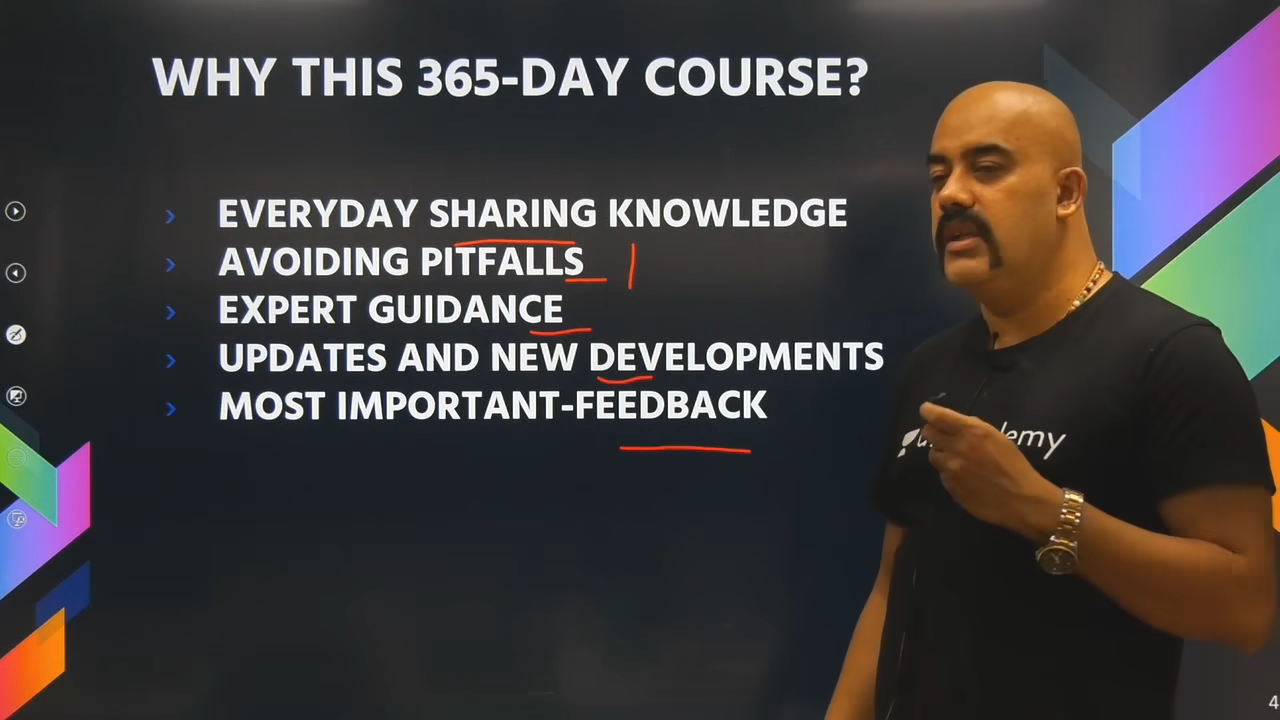 WHY THIS 365-DAY COURSE?
EVERYDAY SHARING KNOWLEDGE
AVOIDING PITFALLS
EXPERT GUIDANCE
UPDATES AND NEW DEVELOPMENTS
MOST IMPORTANT-FEEDBACK
4